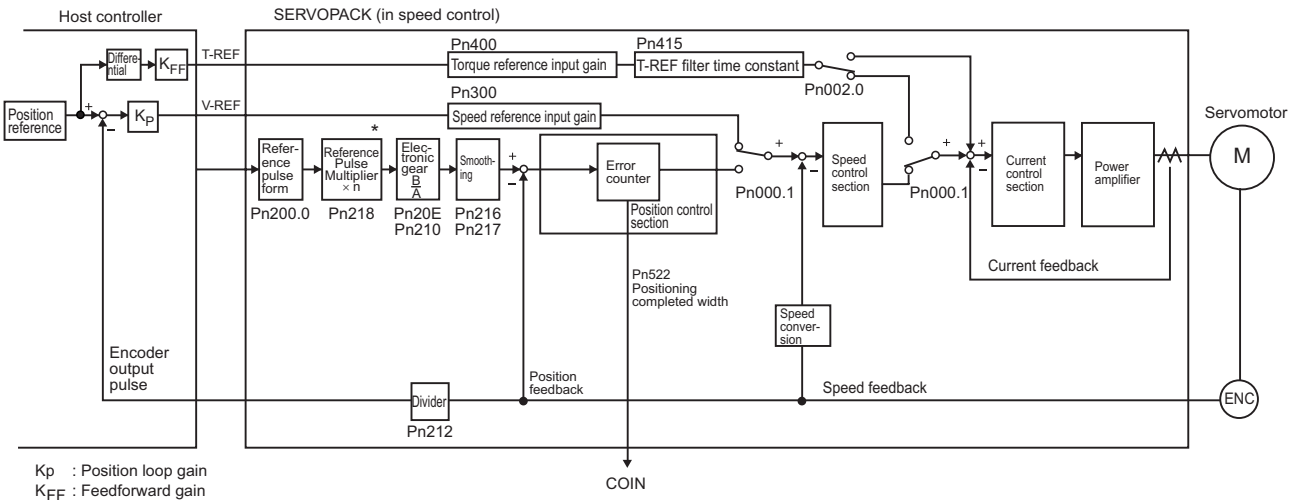 Host controller
SERVOPACK (in speed control)
Differe-
ntial
KFF
T-REF
Pn400
Torque reference input gain
Pn415
T-REF filter time constant
Pn002.0
Position
reference
+
−
KP
V-REF
Pn300
Speed reference input gain
Servomotor
M
*
Refer-
ence
pulse
form
Pn200.0
Reference
Pulse
Multiplier
× n
Pn218
Elec-
tronic
gear
B
A
Pn20E
Pn210
Smooth-
ing
Pn216
Pn217
+
−
Error
counter
Position control
section
Pn000.1
+
−
Speed
control
section
Pn000.1
+
+
−
Current
control
section
Power
amplifier
Current feedback
Pn522
Positioning
completed width
Speed
conver-
sion
Encoder
output
pulse
Divider
Pn212
Position
feedback
Speed feedback
ENC
COIN
Kp : Position loop gain
KFF : Feedforward gain